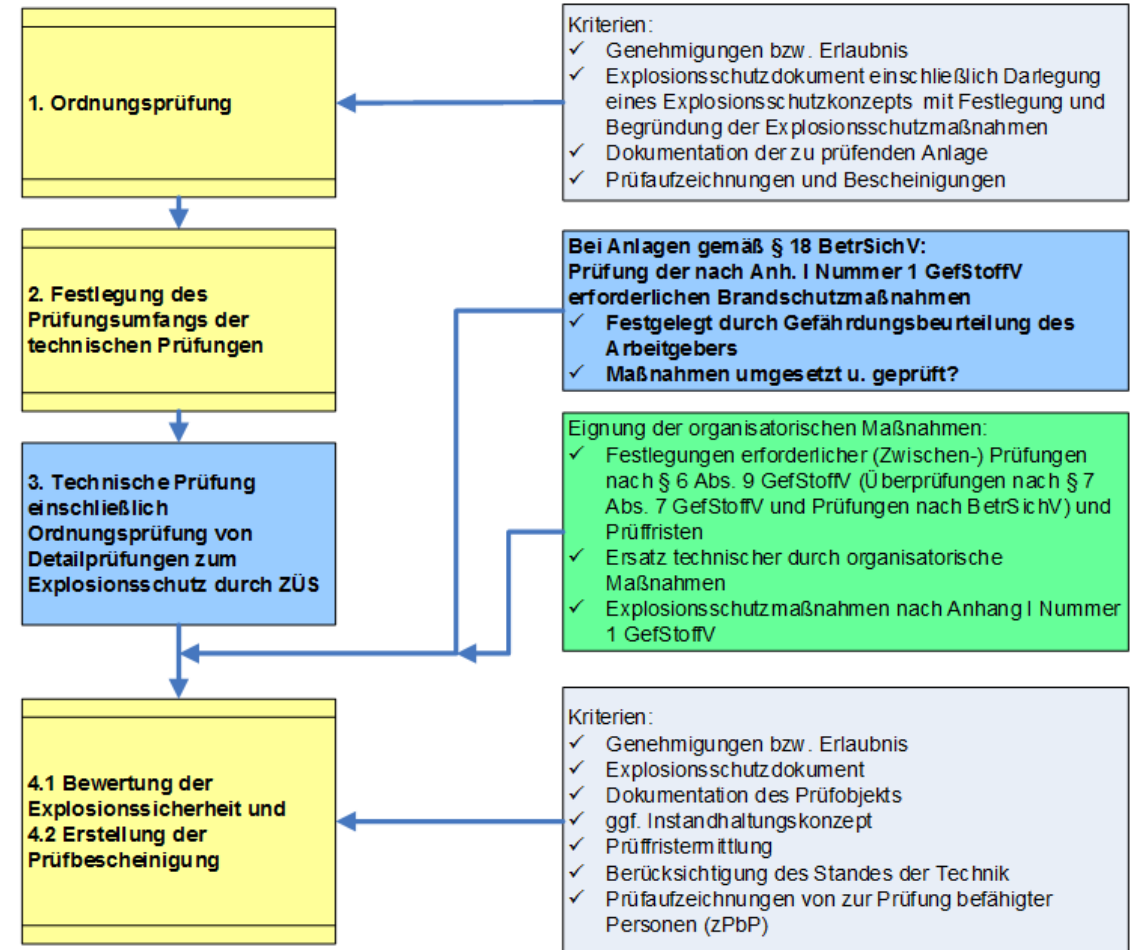 1. Ordnungsprüfung
Kriterien:
✓ Genehmigungen bzw. Erlaubnis
✓ Explosionsschutzdokument einschließlich Darlegung
eines Explosionsschutzkonzepts mit Festlegung und
Begründung der Explosionsschutzmaßnahmen
✓ Dokumentation der zu prüfenden Anlage
✓ Prüfaufzeichnungen und Bescheinigungen
2. Festlegung des
Prüfungsumfangs der
technischen Prüfungen
Bei Anlagen gemäß § 18 BetrSichV:
Prüfung der nach Anh. I Nummer 1 GefStoffV
erforderlichen Brandschutzmaßnahmen
✓ Festgelegt durch Gefährdungsbeurteilung des
Arbeitgebers
✓ Maßnahmen umgesetzt u. geprüft?
3. Technische Prüfung
einschließlich
Ordnungsprüfung von
Detailprüfungen zum
Explosionsschutz durch ZÜS
Eignung der organisatorischen Maßnahmen:
✓ Festlegungen erforderlicher (Zwischen-) Prüfungen
nach § 6 Abs. 9 GefStoffV (Überprüfungen nach § 7
Abs. 7 GefStoffV und Prüfungen nach BetrSichV) und
Prüffristen
✓ Ersatz technischer durch organisatorische
Maßnahmen
✓ Explosionsschutzmaßnahmen nach Anhang I Nummer
1 GefStoffV
4.1 Bewertung der
Explosionssicherheit und
4.2 Erstellung der
Prüfbescheinigung
Kriterien:
✓ Genehmigungen bzw. Erlaubnis
✓ Explosionsschutzdokument
✓ Dokumentation des Prüfobjekts
✓ ggf. Instandhaltungskonzept
✓ Prüffristermittlung
✓ Berücksichtigung des Standes der Technik
✓ Prüfaufzeichnungen von zur Prüfung befähigter
Personen (zPbP)